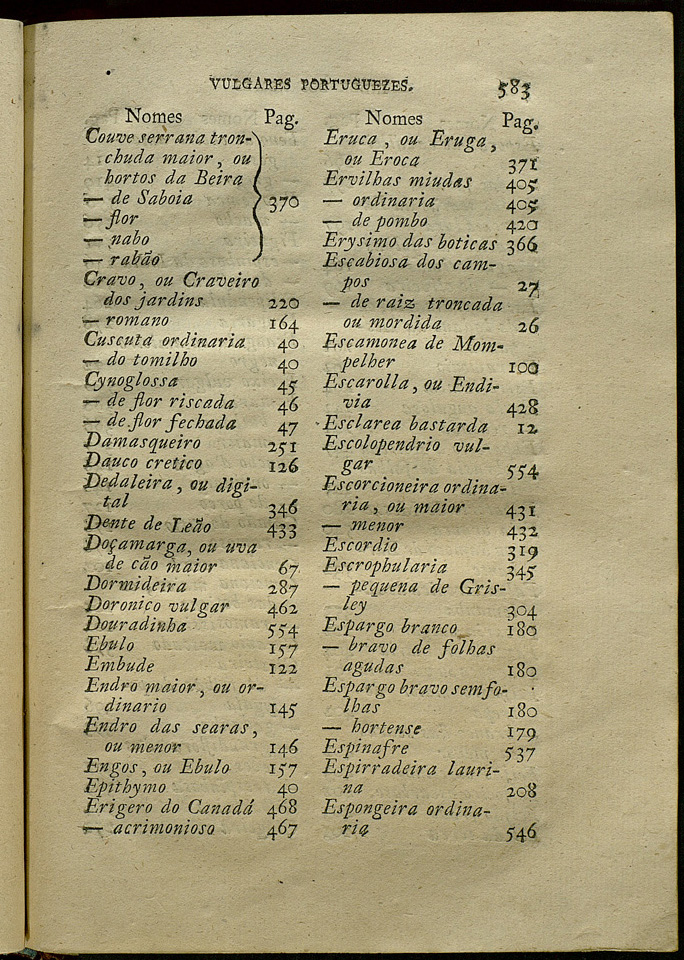 VULGARES PORTUGUEZES. 583
Nomes Pag.
Couve serrana tron-
chuda maior, ou
hortos da Beira
— de Saboia 370
— flor
— nabo
— rabão
Cravo, ou Craveiro
dos jardins 220
— romano 164
Cuscuta ordinaria 40
— do tomilho 40
Cynoglossa 45
— de flor riscada 46
— de flor fechada 47
Damasqueiro 251
Dauco cretico 126
Dedaleira, ou digi-
tal 346
Dente de Leão 433
Doçamarga, ou uva
de cão maior 67
Dormideira 287
Doronico vulgar 462
Douradinha 554
Ebulo 157
Embude 122
Endro maior, ou or-
dinario 145
Endro das searas,
ou menor 146
Engos, ou Ebulo 157
Epithymo 40
Erigero do Canadá 468
— acrimonioso 467
Nomes Pag.
Eruca, ou Eruga,
ou Eroca 371
Ervilhas miudas 405
— ordinaria 405
— de pombo 420
Erysimo das boticas 366
Escabiosa dos cam-
pos 27
— de raiz troncada
ou mordida 26
Escamonea de Mom-
pelher 100
Escarolla, ou Endi-
via 428
Esclarea bastarda 12
Escolopendrio vul-
gar 554
Escorcioneira ordina-
ria, ou maior 431
— menor 432
Escordio 319
Escrophularia 345
— pequena de Gris-
ley 304
Espargo branco 180
— bravo de folhas
agudas 180
Espargo bravo sem fo-
lhas 180
— hortense 179
Espinafre 537
Espirradeira lauri-
na 208
Espongeira ordina-
ria 546